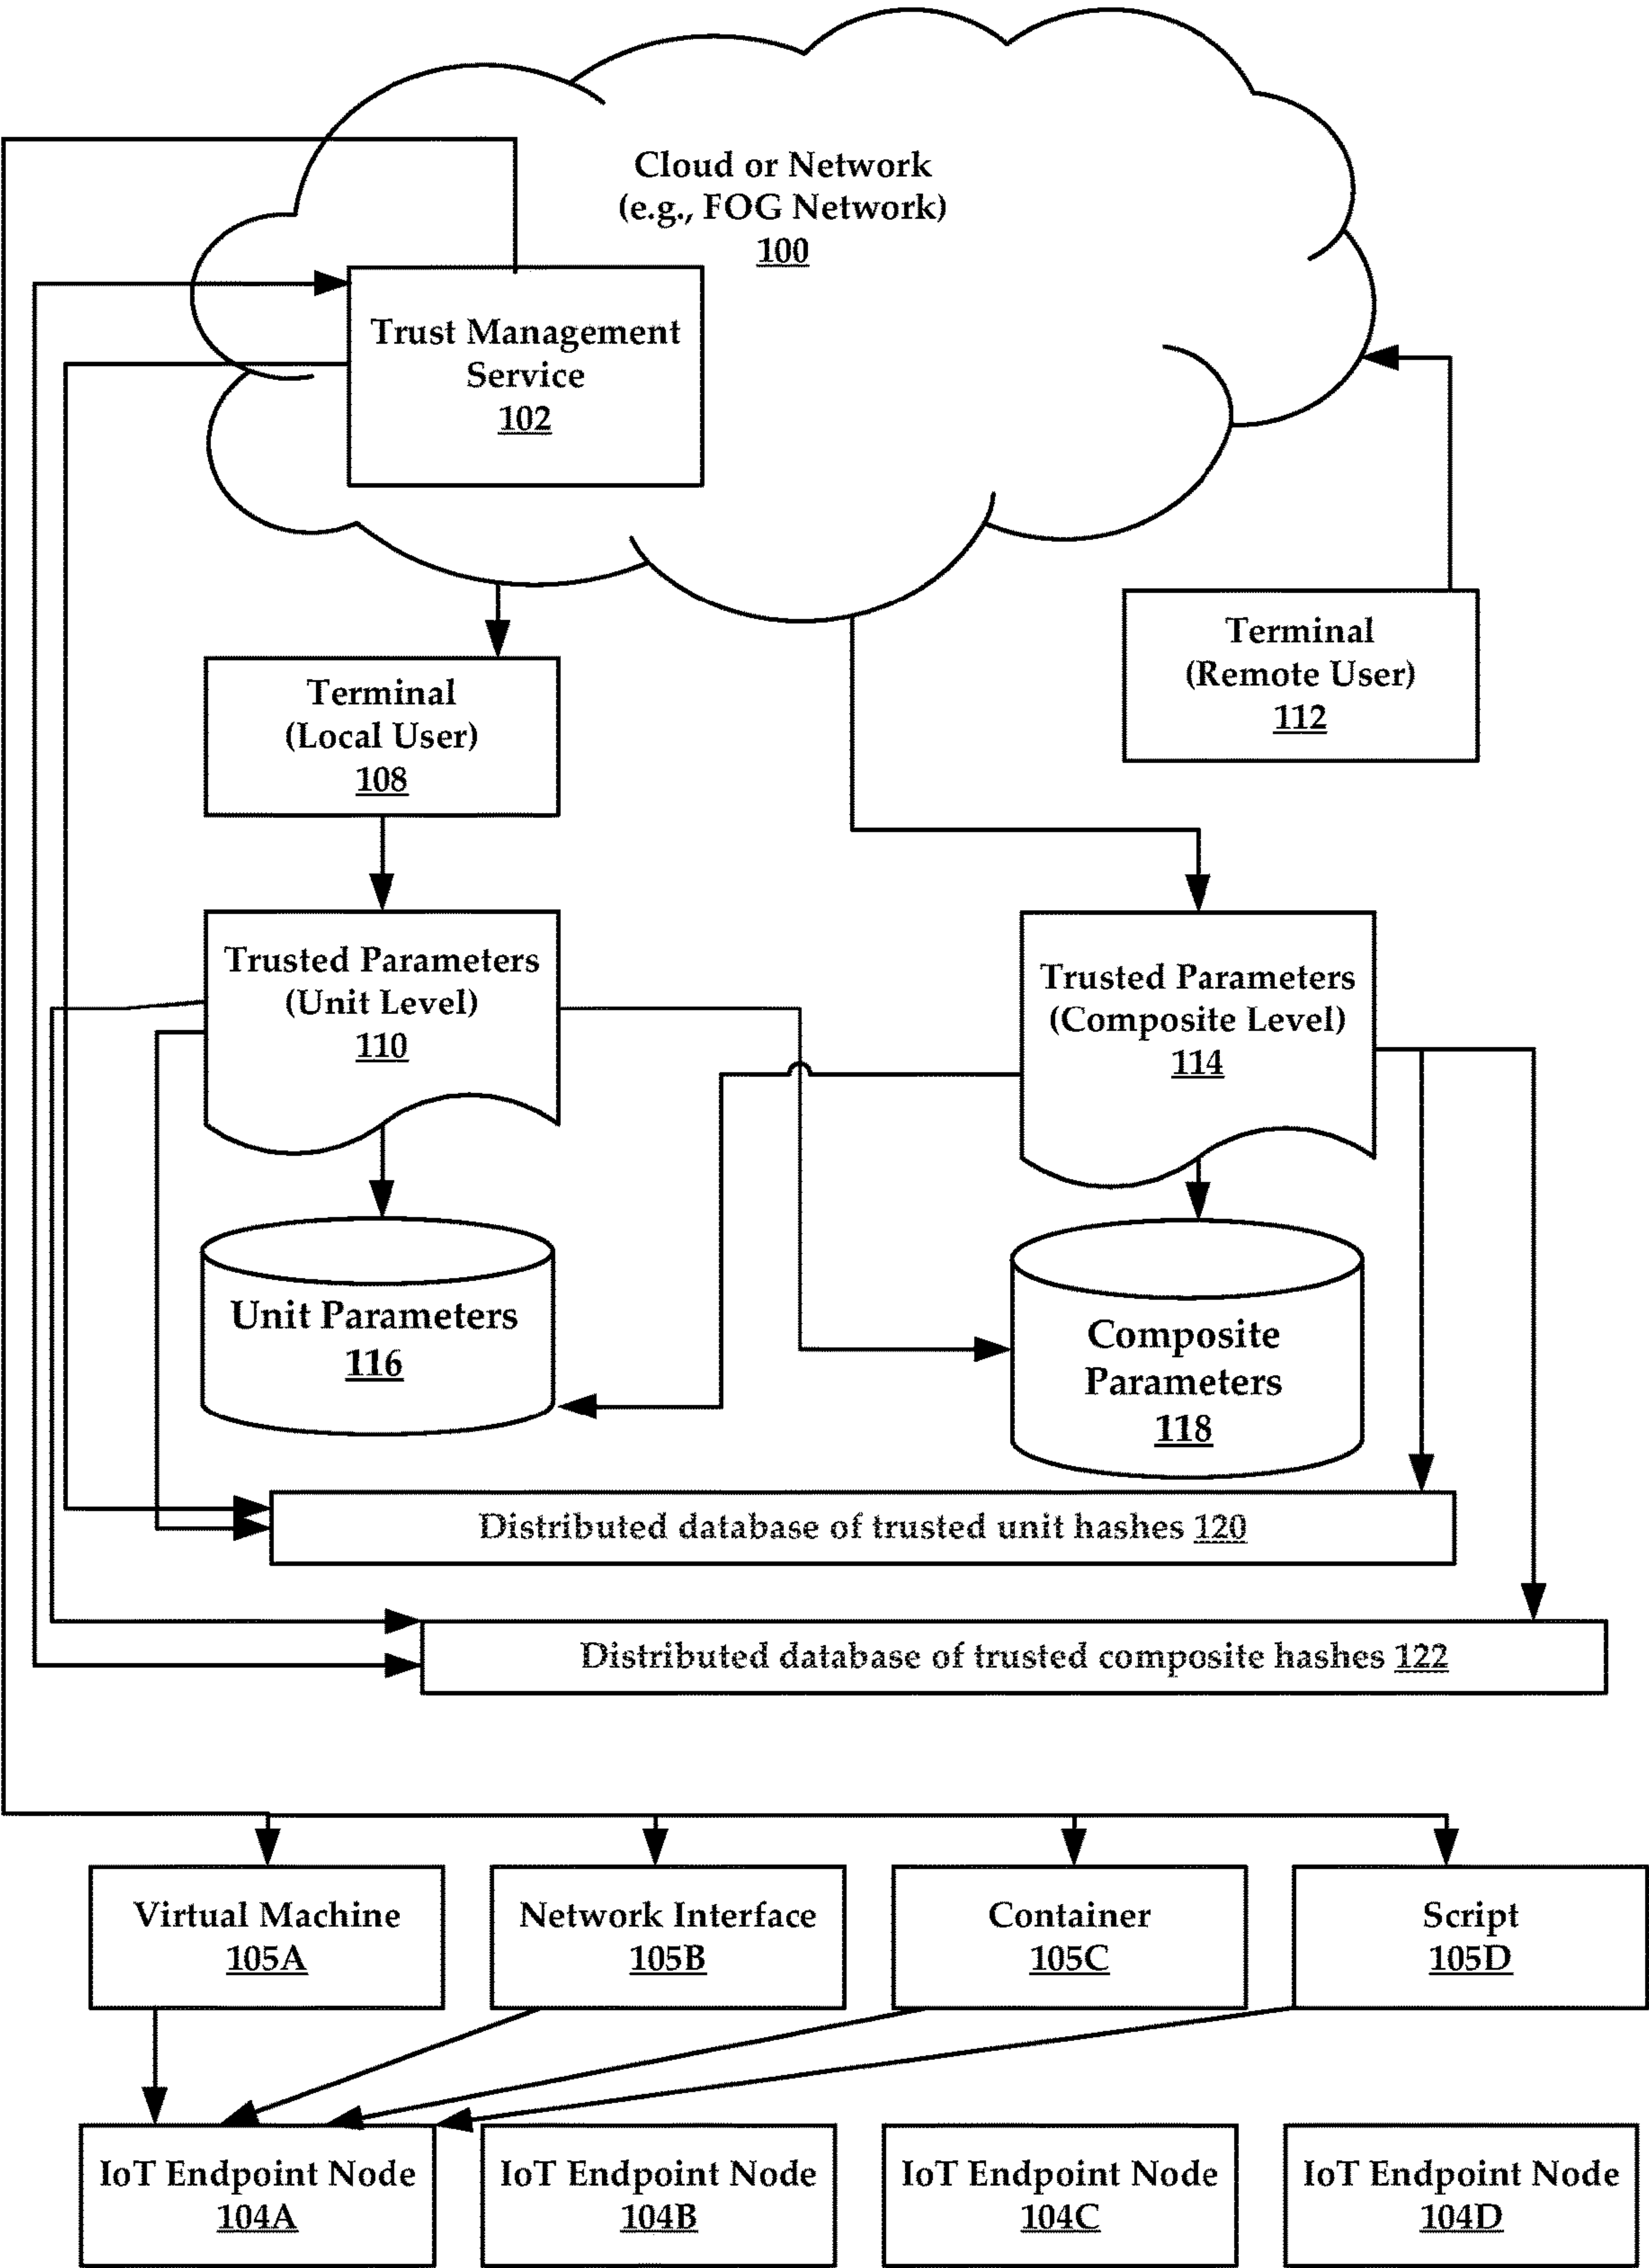 Cloud or Network
(e.g., FOG Network)
100
Trust Management
Service
102
Terminal
(Remote User)
112
Terminal
(Local User)
108
Trusted Parameters
(Unit Level)
110
Trusted Parameters
(Composite Level)
114
Unit Parameters
116
Composite
Parameters
118
Distributed database of trusted unit hashes 120
Distributed database of trusted composite hashes 122
Virtual Machine
105A
Network Interface
105B
Container
105C
Script
105D
IoT Endpoint Node
104A
IoT Endpoint Node
104B
IoT Endpoint Node
104C
IoT Endpoint Node
104D